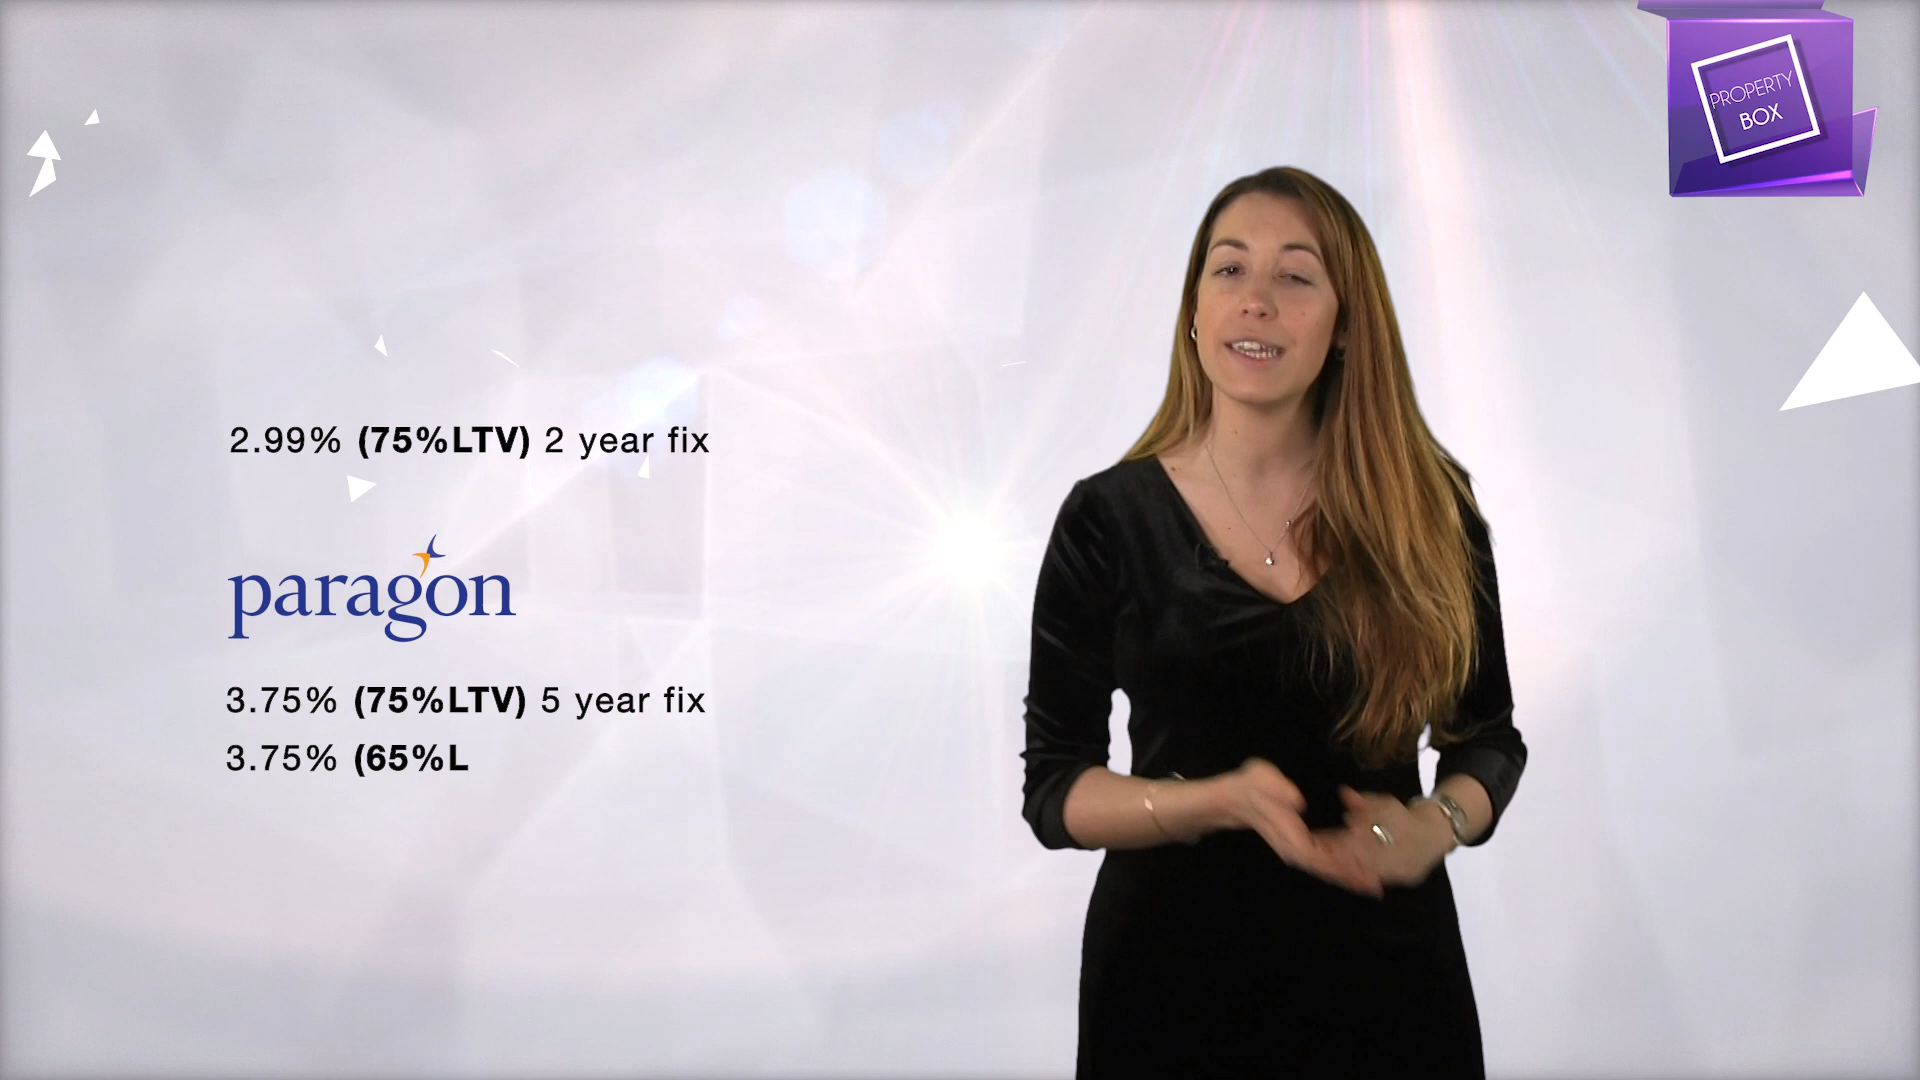 PROPERTY
BOX
2.99% (75%LTV) 2 year fix
paragon
3.75% (75%LTV) 5 year fix
3.75% (65%L